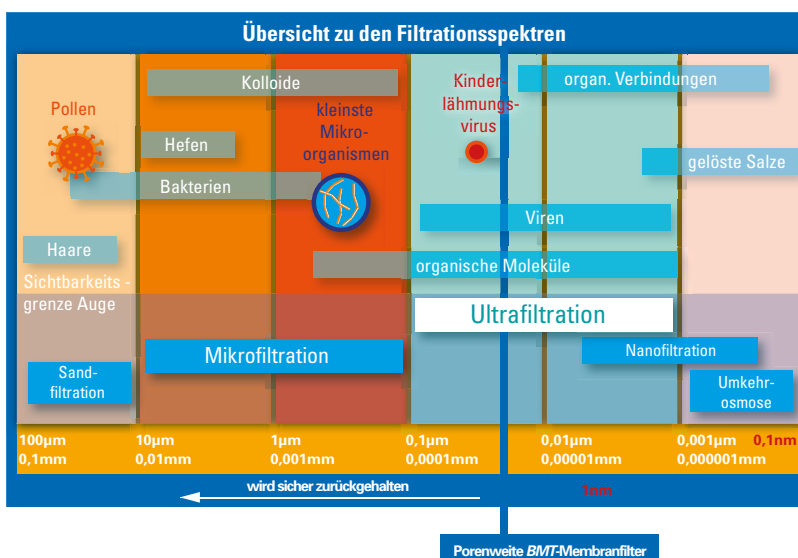 Übersicht zu den Filtrationsspektren
Kolloide
Kinder-
lähmungs-
virus
organ. Verbindungen
Pollen
kleinste
Mikro-
organismen
Hefen
gelöste Salze
Bakterien
Viren
Haare
organische Moleküle
Sichtbarkeits -
grenze Auge
Ultrafiltration
Mikrofiltration
Nanofiltration
Sand-
filtration
Umkehr-
osmose
100µm 10µm 1µm 0,1µm 0,01µm 0,001µm 0,1nm
0,1mm 0,01mm 0,001mm 0,0001mm 0,00001mm 0,000001mm
wird sicher zurückgehalten 1nm
Porenweite BMT-Membranfilter